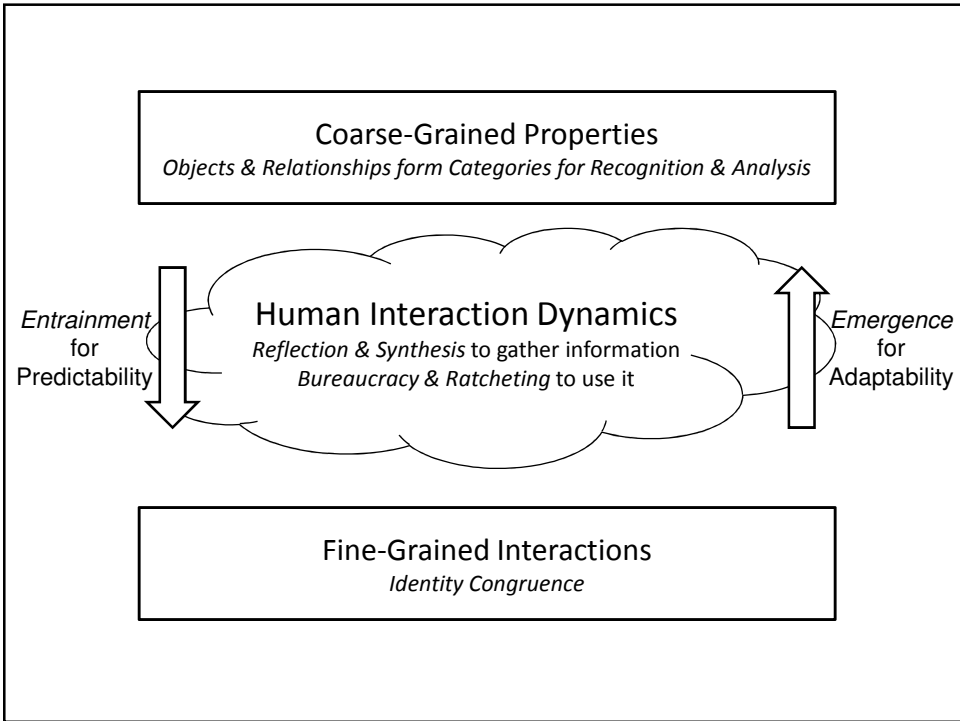 Coarse-Grained Properties
Objects & Relationships form Categories for Recognition & Analysis
Entrainment
for
Predictability
Human Interaction Dynamics
Reflection & Synthesis to gather information
Bureaucracy & Ratcheting to use it
Emergence
for
Adaptability
Fine-Grained Interactions
Identity Congruence